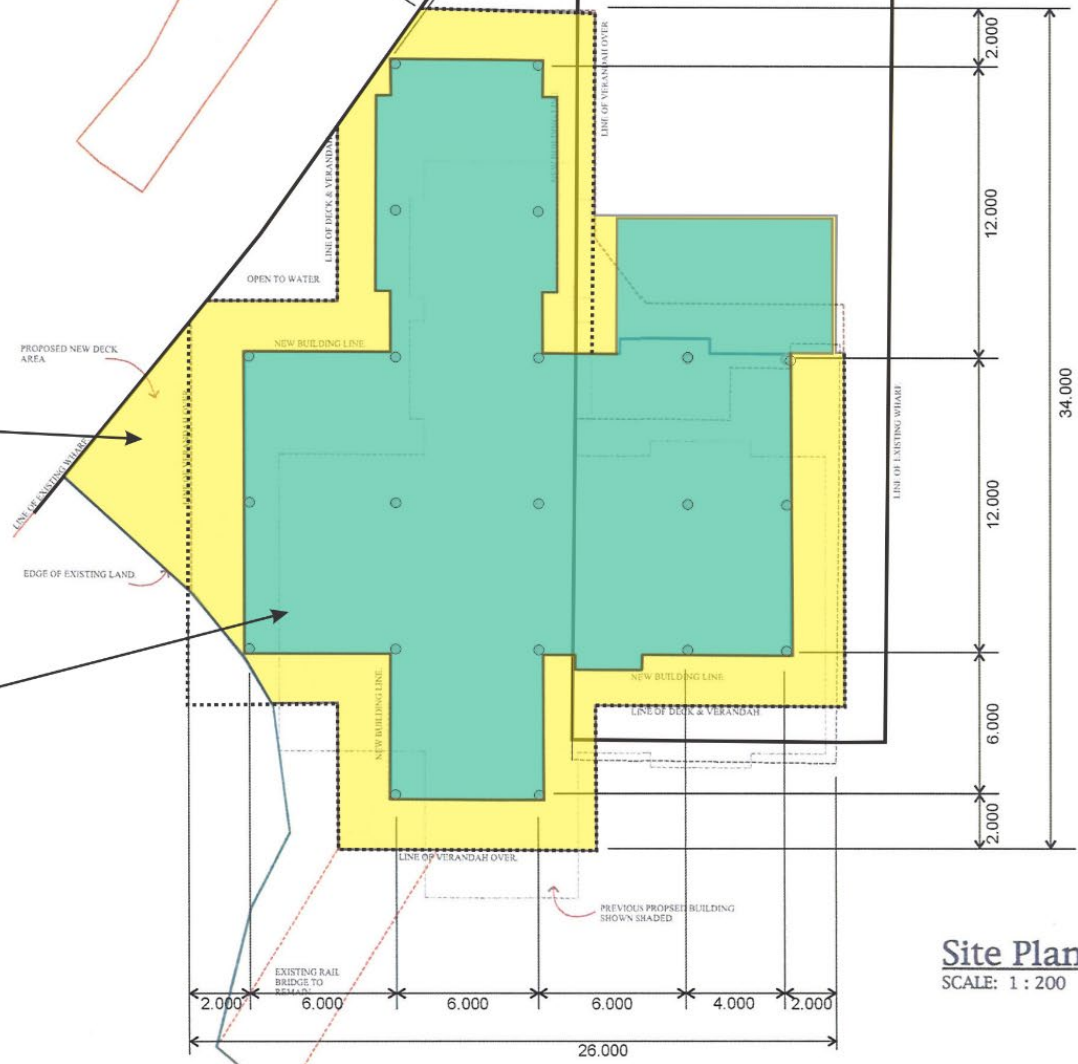 2.000
LINE OF VERANDAH OVER
NEW BUILDING LINE
LINE OF DECK & VERANDAH
12.000
OPEN TO WATER
PROPOSED NEW DECK
AREA
NEW BUILDING LINE
34.000
LINE OF EXISTING WHARF
LINE OF EXISTING WHARF
12.000
EDGE OF EXISTING LAND
NEW BUILDING LINE
NEW BUILDING LINE
LINE OF DECK & VERANDAH
6.000
2.000
LINE OF VERANDAH OVER
PREVIOUS PROPSED BUILDING
SHOWN SHADED
Site Plan
SCALE: 1 : 200
EXISTING RAIL
BRIDGE TO
REMAIN
2.000
6.000
6.000
6.000
4.000
2.000
26.000